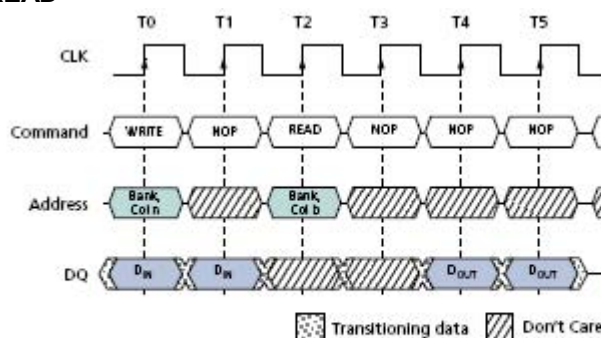 READ
T0 T1 T2 T3 T4 T5
CLK
Command WRITE NOP READ NOP NOP NOP
Address Bank, Col n Bank, Col b
DQ DIN DIN DOUT DOUT
Transitioning data Don't Care